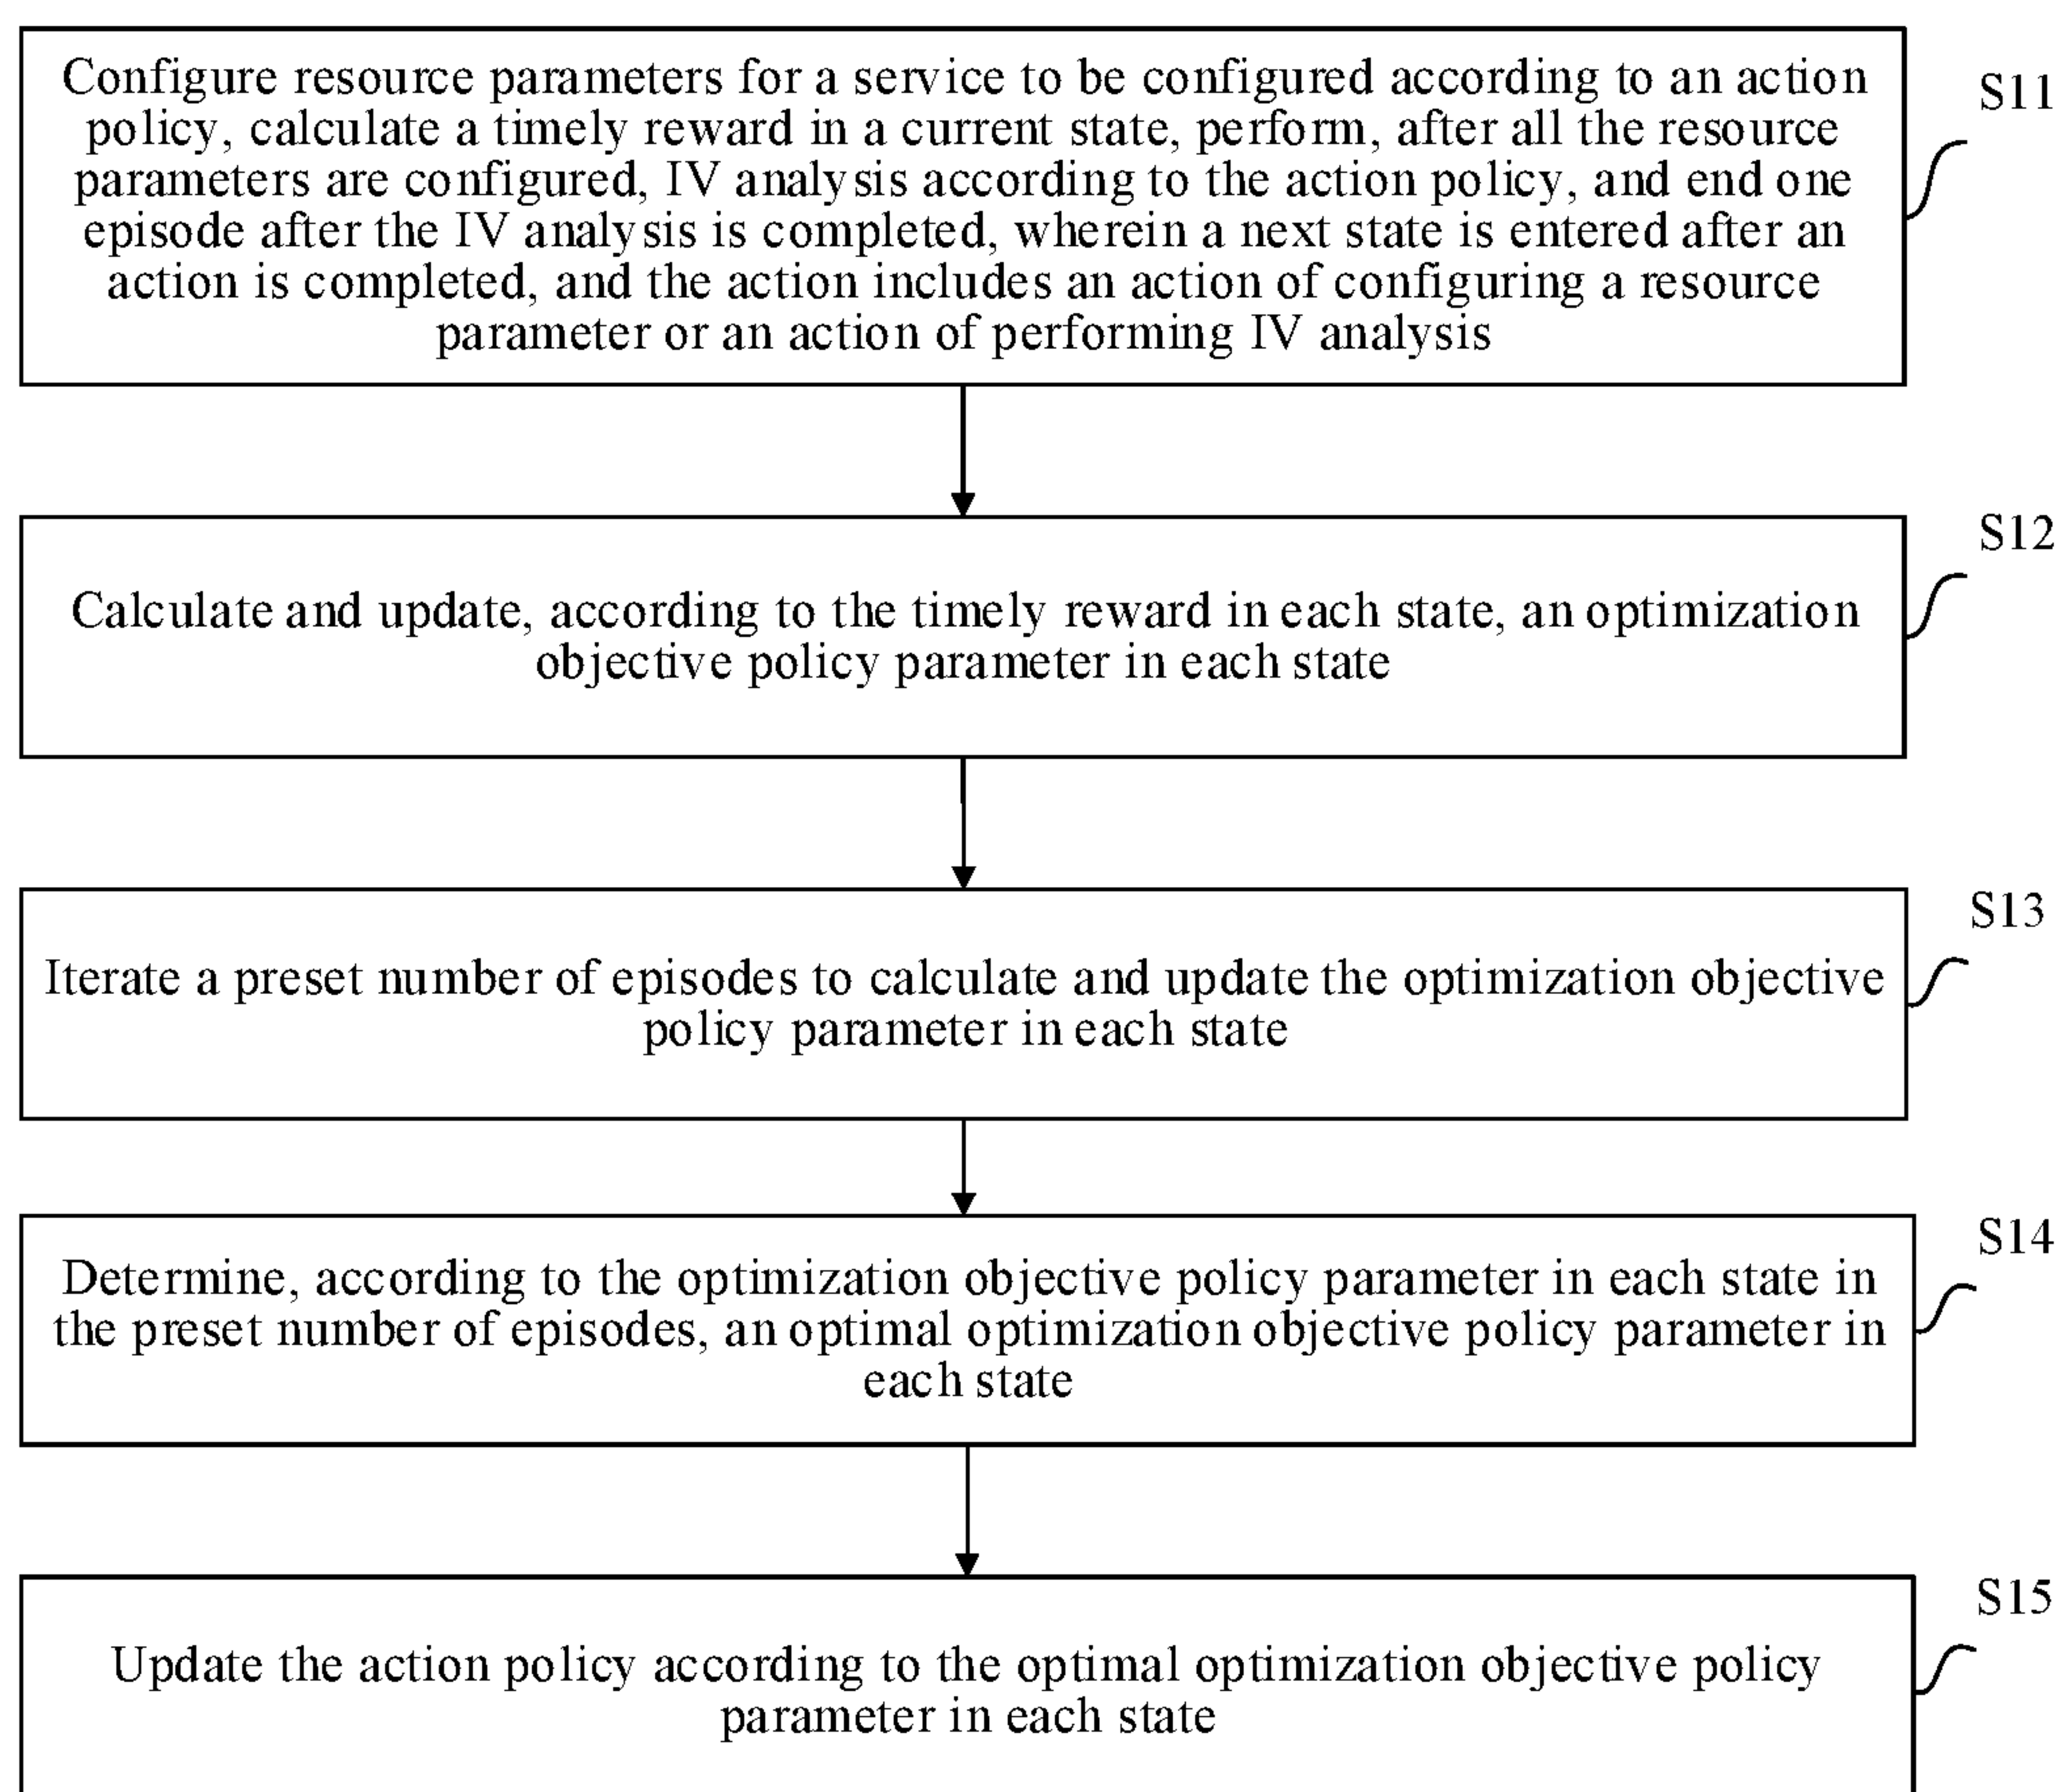 Configure resource parameters for a service to be configured according to an action
policy, calculate a timely reward in a current state, perform, after all the resource
parameters are configured, IV analysis according to the action policy, and end one
episode after the IV analysis is completed, wherein a next state is entered after an
action is completed, and the action includes an action of configuring a resource
parameter or an action of performing IV analysis
S11
S12
Calculate and update, according to the timely reward in each state, an optimization
objective policy parameter in each state
S13
Iterate a preset number of episodes to calculate and update the optimization objective
policy parameter in each state
S14
Determine, according to the optimization objective policy parameter in each state in
the preset number of episodes, an optimal optimization objective policy parameter in
each state
S15
Update the action policy according to the optimal optimization objective policy
parameter in each state